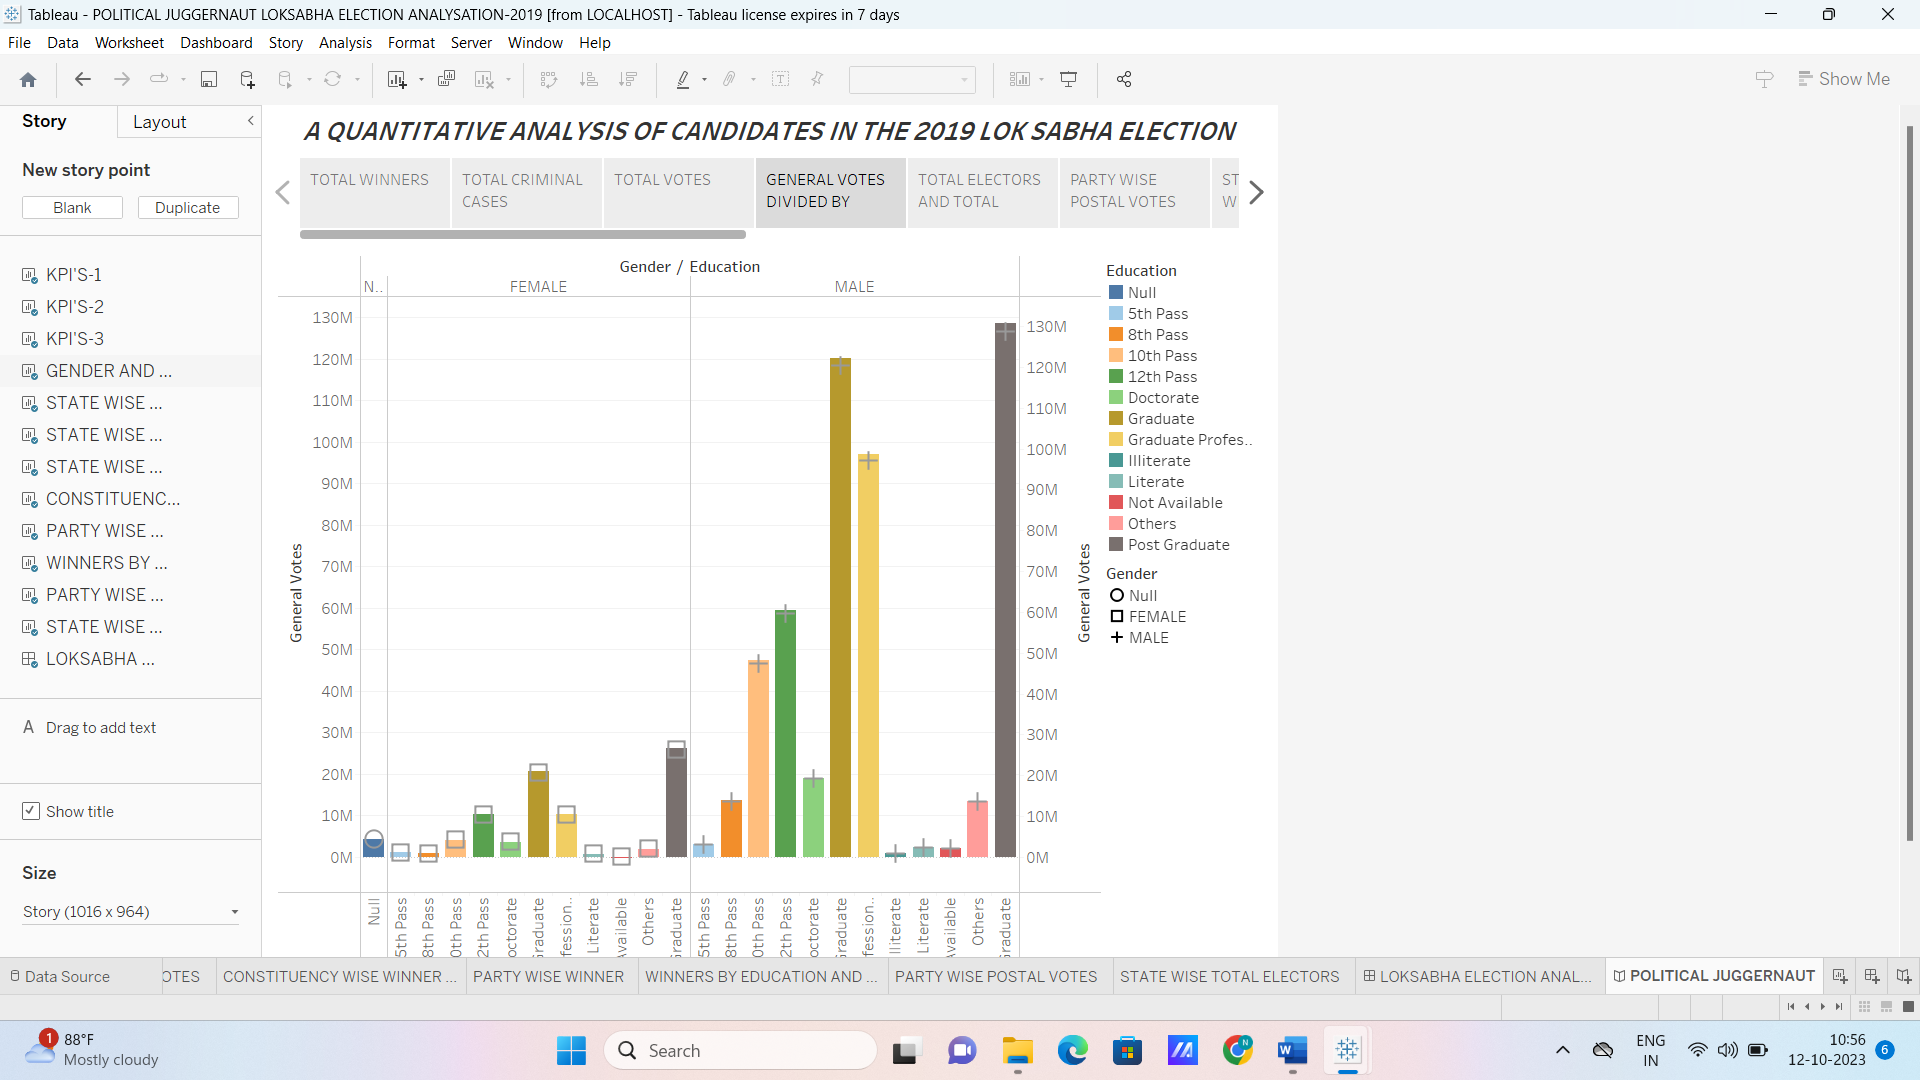 Tableau - POLITICAL JUGGERNAUT LOKSABHA ELECTION ANALYSATION-2019 [from LOCALHOST] - Tableau license expires in 7 days
File Data Worksheet Dashboard Story Analysis Format Server Window Help
Show Me
Story Layout
New story point
Blank Duplicate
KPI'S-1
KPI'S-2
KPI'S-3
GENDER AND ...
STATE WISE ...
STATE WISE ...
STATE WISE ...
CONSTITUENC...
PARTY WISE ...
WINNERS BY ...
PARTY WISE ...
STATE WISE ...
LOKSABHA ...
A Drag to add text
Show title
Size
Story (1016 x 964)
A QUANTITATIVE ANALYSIS OF CANDIDATES IN THE 2019 LOK SABHA ELECTION
TOTAL WINNERS
TOTAL CRIMINAL
CASES
TOTAL VOTES
GENERAL VOTES
DIVIDED BY
TOTAL ELECTORS
AND TOTAL
PARTY WISE
POSTAL VOTES
ST
W
Gender / Education
N.. FEMALE MALE
General Votes
130M
120M
110M
100M
90M
80M
70M
60M
50M
40M
30M
20M
10M
0M
130M
120M
110M
100M
90M
80M
70M
60M
50M
40M
30M
20M
10M
0M
General Votes
Null
5th Pass
8th Pass
0th Pass
2th Pass
octorate
Graduate
fession..
Literate
Available
Others
Graduate
5th Pass
8th Pass
0th Pass
2th Pass
octorate
Graduate
fession..
lliterate
Literate
Available
Others
Graduate
Education
Null
5th Pass
8th Pass
10th Pass
12th Pass
Doctorate
Graduate
Graduate Profes..
Illiterate
Literate
Not Available
Others
Post Graduate
Gender
Null
FEMALE
MALE
Data Source OTES CONSTITUENCY WISE WINNER ... PARTY WISE WINNER WINNERS BY EDUCATION AND ... PARTY WISE POSTAL VOTES STATE WISE TOTAL ELECTORS LOKSABHA ELECTION ANAL... POLITICAL JUGGERNAUT
1
88°F
Mostly cloudy
Search
N
W
ENG
IN
10:56
12-10-2023
6